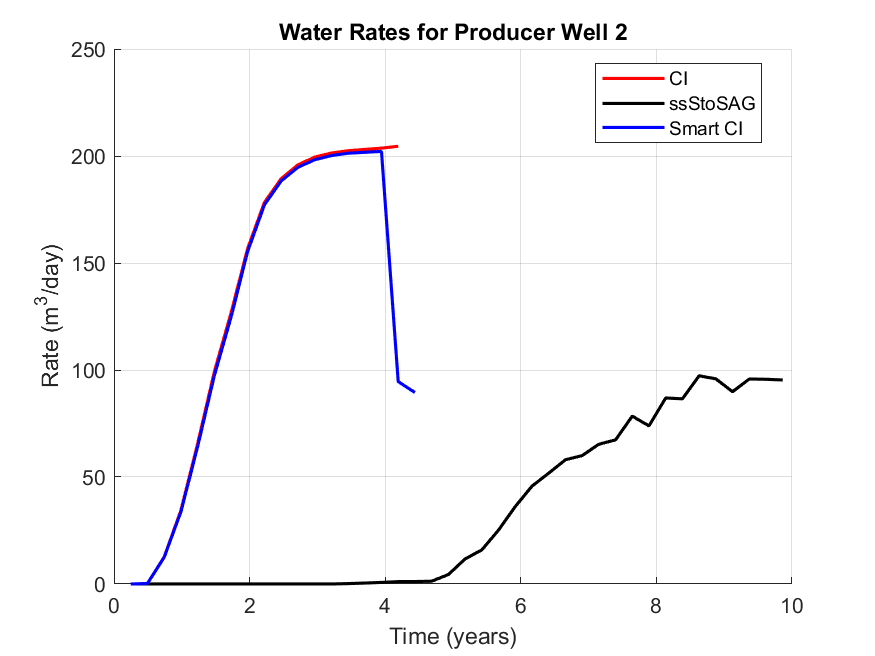 Water Rates for Producer Well 2
250
200
150
100
50
0
Rate (m³/day)
CI
ssStoSAG
Smart CI
0 2 4 6 8 10
Time (years)